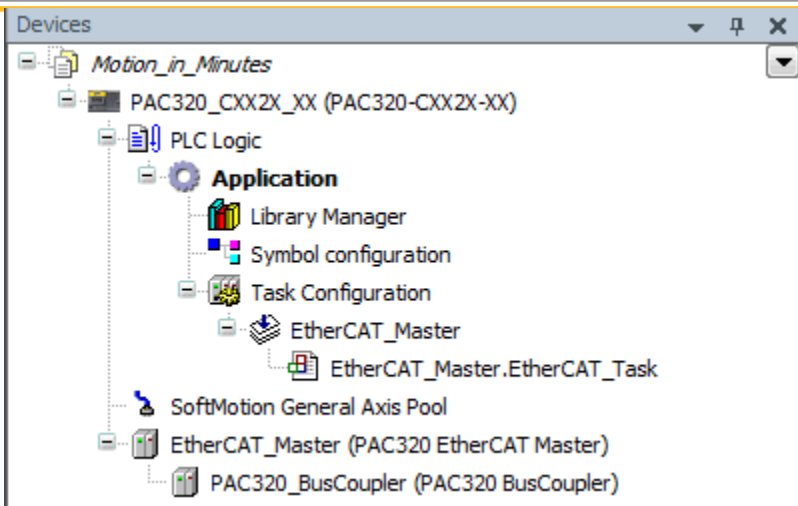 Devices
Motion_in_Minutes
PAC320_CXX2X_XX (PAC320-CXX2X-XX)
PLC Logic
Application
Library Manager
Symbol configuration
Task Configuration
EtherCAT_Master
EtherCAT_Master.EtherCAT_Task
SoftMotion General Axis Pool
EtherCAT_Master (PAC320 EtherCAT Master)
PAC320_BusCoupler (PAC320 BusCoupler)